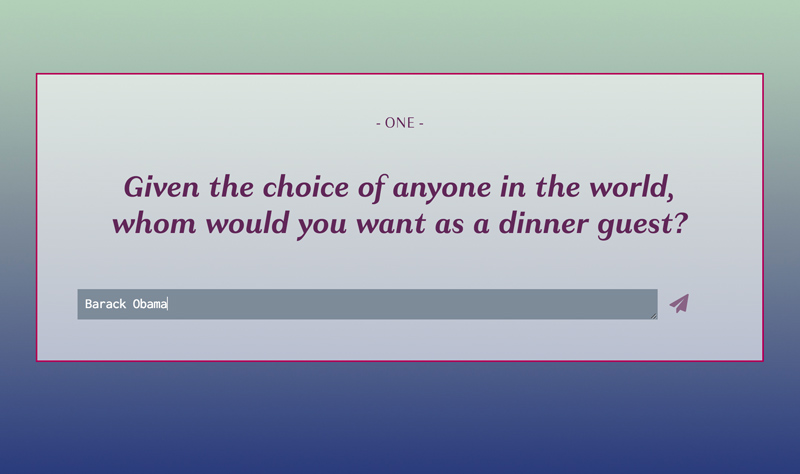 - ONE -
Given the choice of anyone in the world,
whom would you want as a dinner guest?
Barack Obama